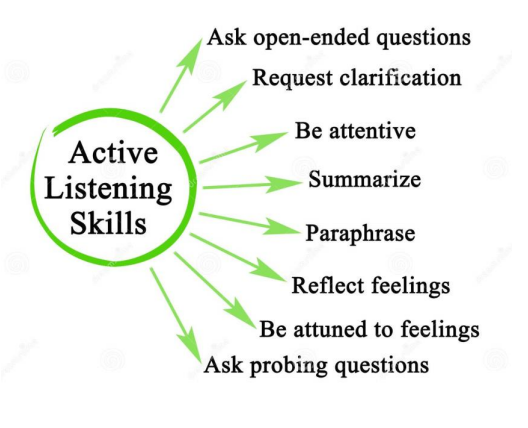 Active
Listening
Skills
Ask open-ended questions
Request clarification
Be attentive
Summarize
Paraphrase
Reflect feelings
Be attuned to feelings
Ask probing questions